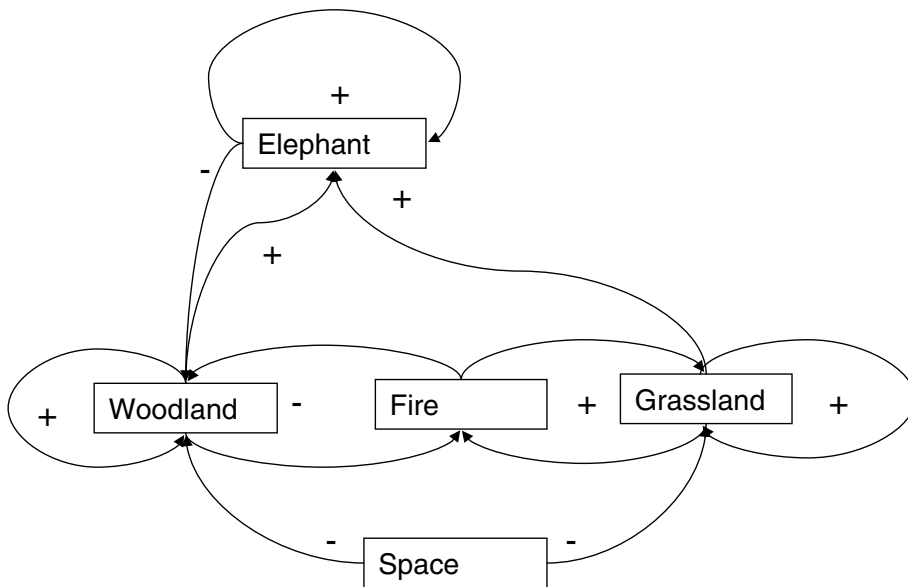 +
Elephant
-
+
+
+
Woodland
-
Fire
+
Grassland
+
-
Space
-